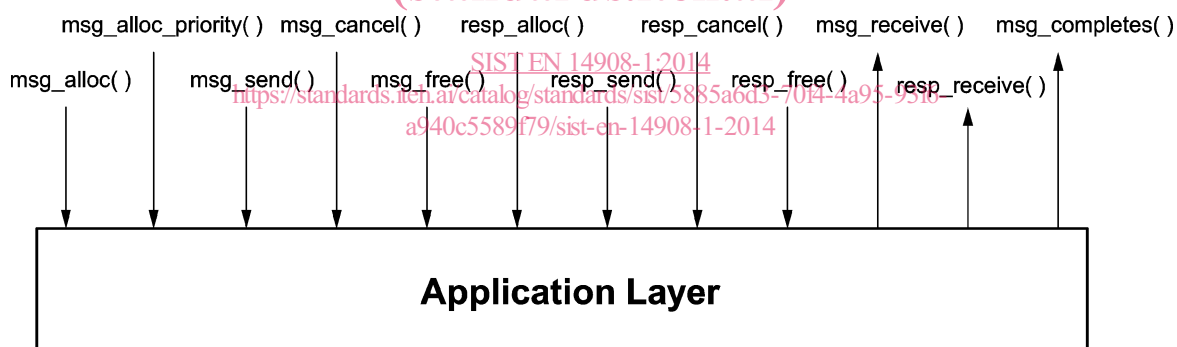 msg_alloc_priority( ) msg_cancel( ) resp_alloc( ) resp_cancel( ) msg_receive( ) msg_completes( )
SIST EN 14908-1:2014
msg_alloc( ) msg_send( ) msg_free( ) resp_send( ) resp_free( ) resp_receive( )
https://standards.iteh.ai/catalog/standards/sist/5885a6d3-70f4-4a95-95f6-
a940c5589f79/sist-en-14908-1-2014
Application Layer